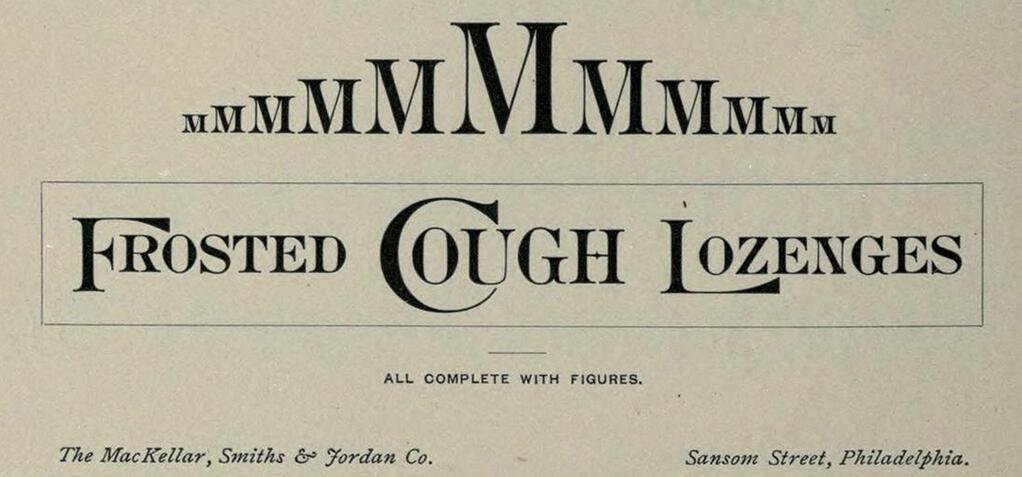 MMMMMMMMMMM
FROSTED COUGH LOZENGES
ALL COMPLETE WITH FIGURES.
The MacKellar, Smiths & Jordan Co. Sansom Street, Philadelphia.